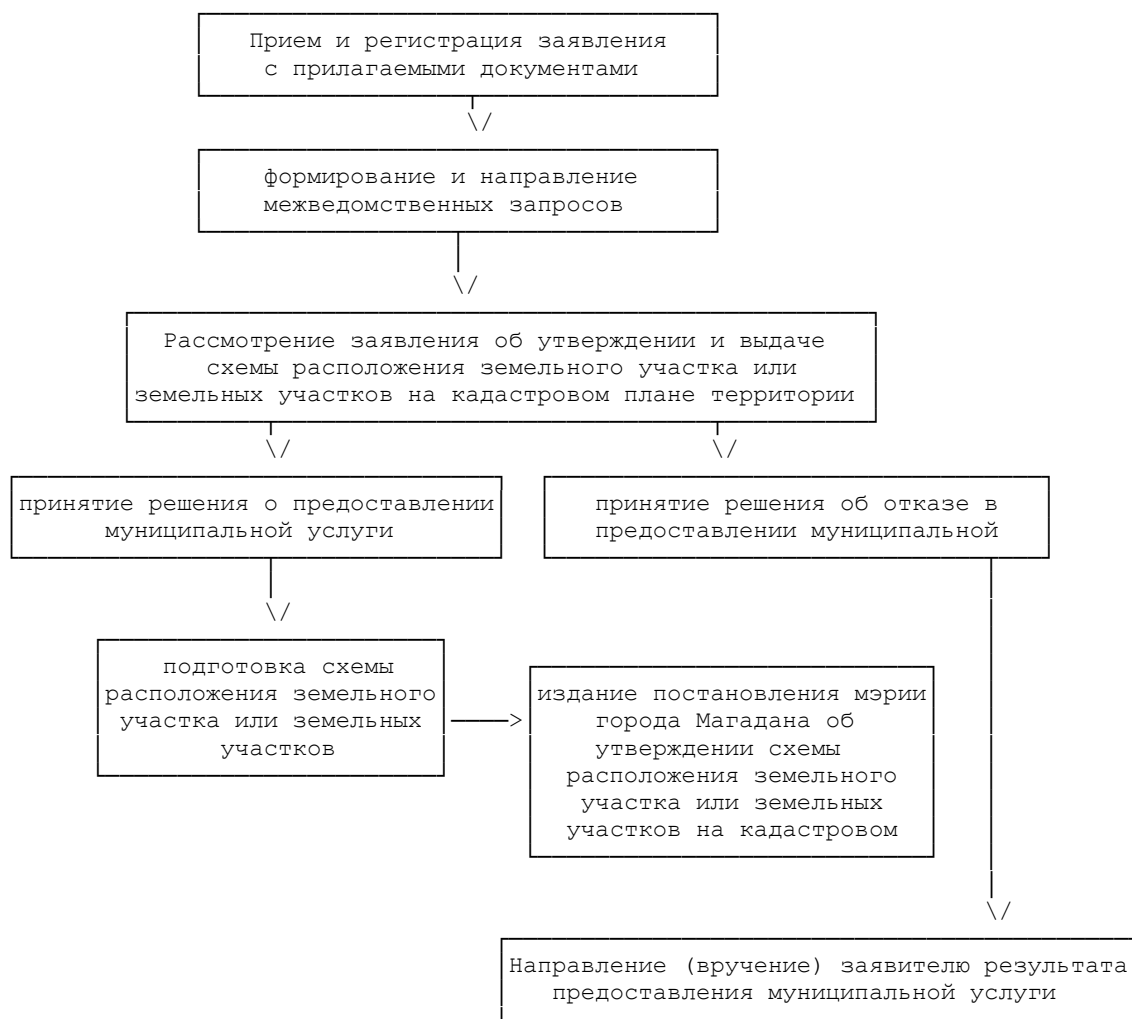 Прием и регистрация заявления
с прилагаемыми документами
формирование и направление
межведомственных запросов
Рассмотрение заявления об утверждении и выдаче
схемы расположения земельного участка или
земельных участков на кадастровом плане территории
принятие решения о предоставлении
муниципальной услуги
принятие решения об отказе в
предоставлении муниципальной
подготовка схемы
расположения земельного
участка или земельных
участков
издание постановления мэрии
города Магадана об
утверждении схемы
расположения земельного
участка или земельных
участков на кадастровом
Направление (вручение) заявителю результата
предоставления муниципальной услуги